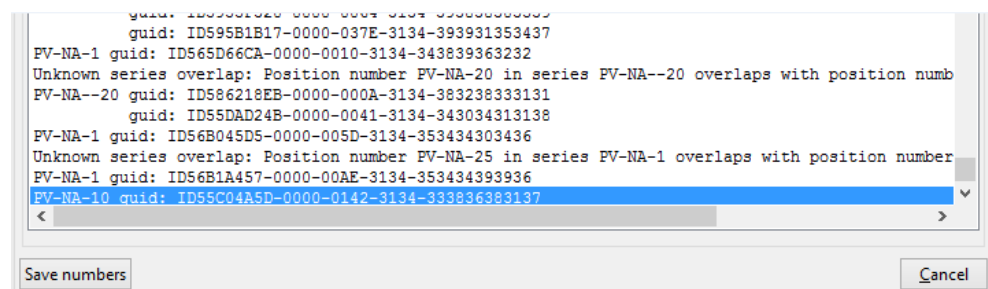 guid: ID595B1B17-0000-037E-3134-393931353437
PV-NA-1 guid: ID565D66CA-0000-0010-3134-343839363232
Unknown series overlap: Position number PV-NA-20 in series PV-NA--20 overlaps with position numb
PV-NA--20 guid: ID586218EB-0000-000A-3134-383238333131
guid: ID55DAD24B-0000-0041-3134-343034313138
PV-NA-1 guid: ID56B045D5-0000-005D-3134-353434303436
Unknown series overlap: Position number PV-NA-25 in series PV-NA-1 overlaps with position number
PV-NA-1 guid: ID56B1A457-0000-00AE-3134-353434393936
PV-NA-10 guid: ID55C04A5D-0000-0142-3134-333836383137
Save numbers
Cancel